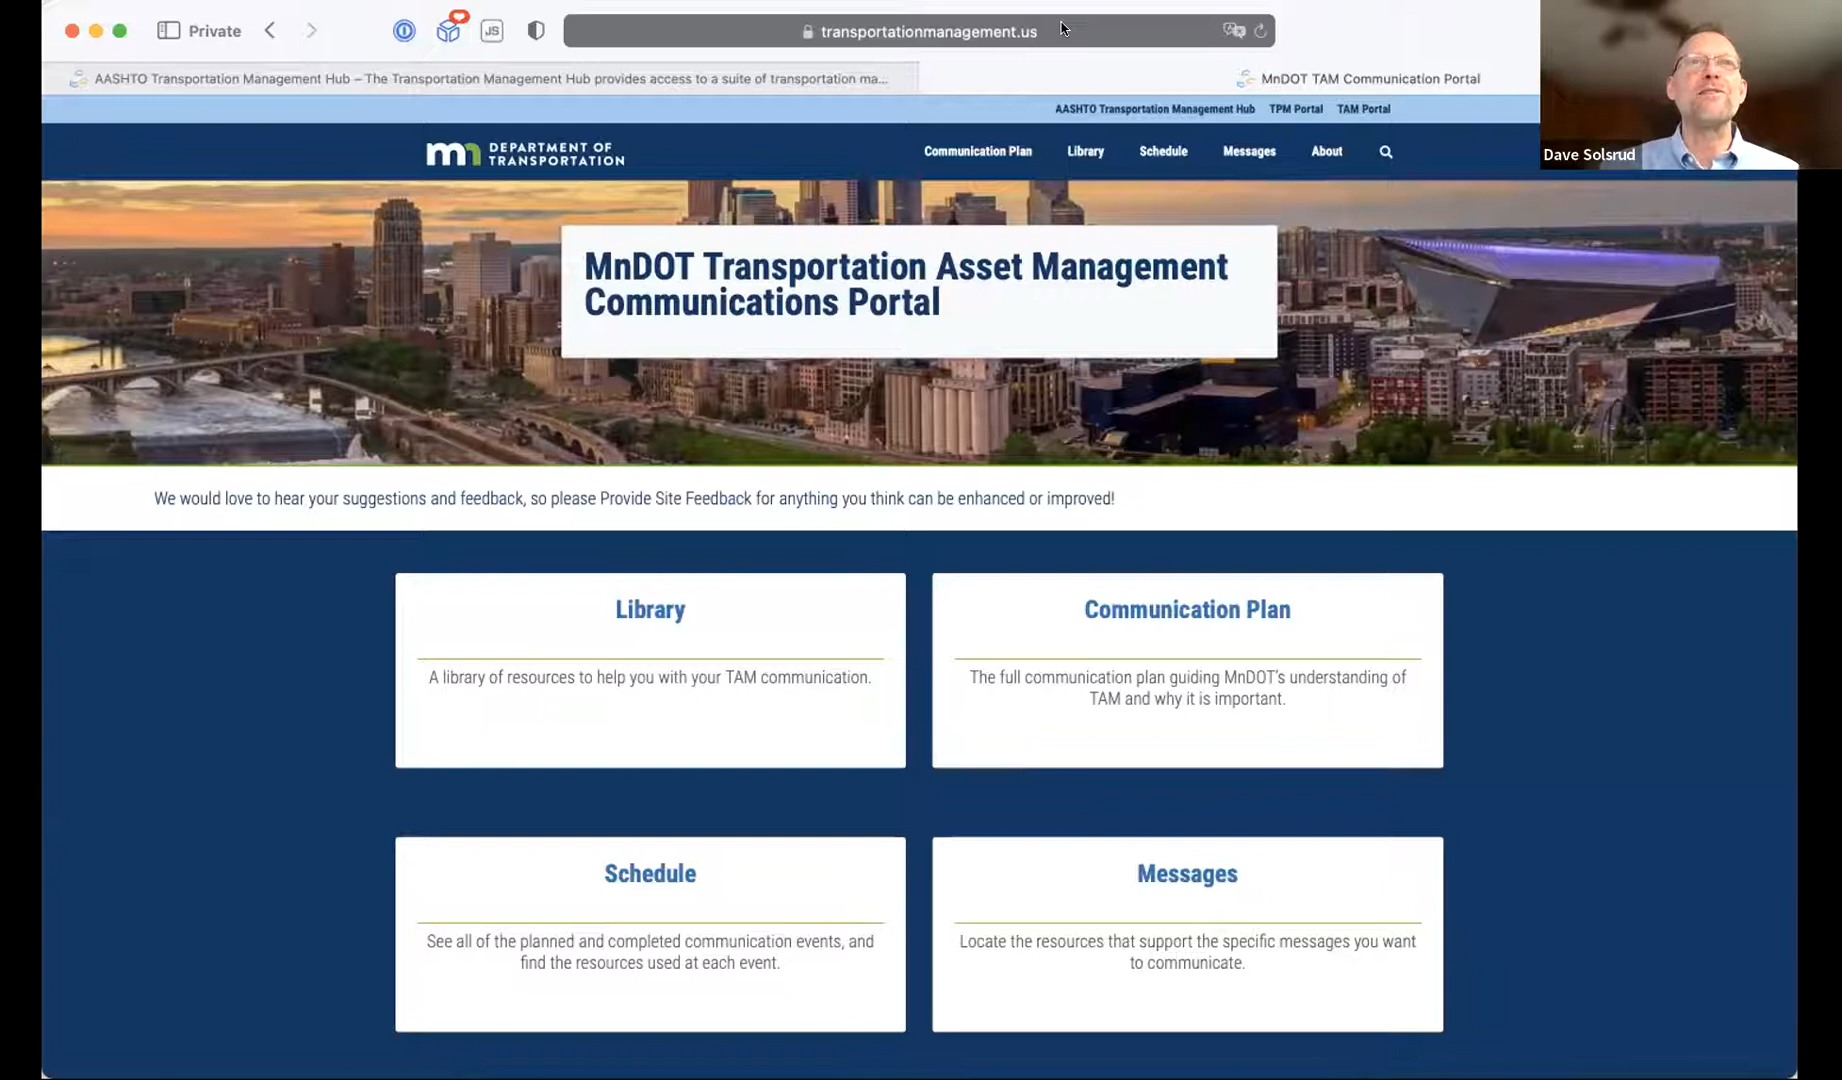 Private
JS
transportationmanagement.us
AASHTO Transportation Management Hub – The Transportation Management Hub provides access to a suite of transportation ma...
MnDOT TAM Communication Portal
AASHTO Transportation Management Hub
TPM Portal
TAM Portal
Dave Solsrud
mn DEPARTMENT OF
TRANSPORTATION
Communication Plan
Library
Schedule
Messages
About
MnDOT Transportation Asset Management
Communications Portal
We would love to hear your suggestions and feedback, so please Provide Site Feedback for anything you think can be enhanced or improved!
Library
A library of resources to help you with your TAM communication.
Communication Plan
The full communication plan guiding MnDOT's understanding of
TAM and why it is important.
Schedule
See all of the planned and completed communication events, and
find the resources used at each event.
Messages
Locate the resources that support the specific messages you want
to communicate.